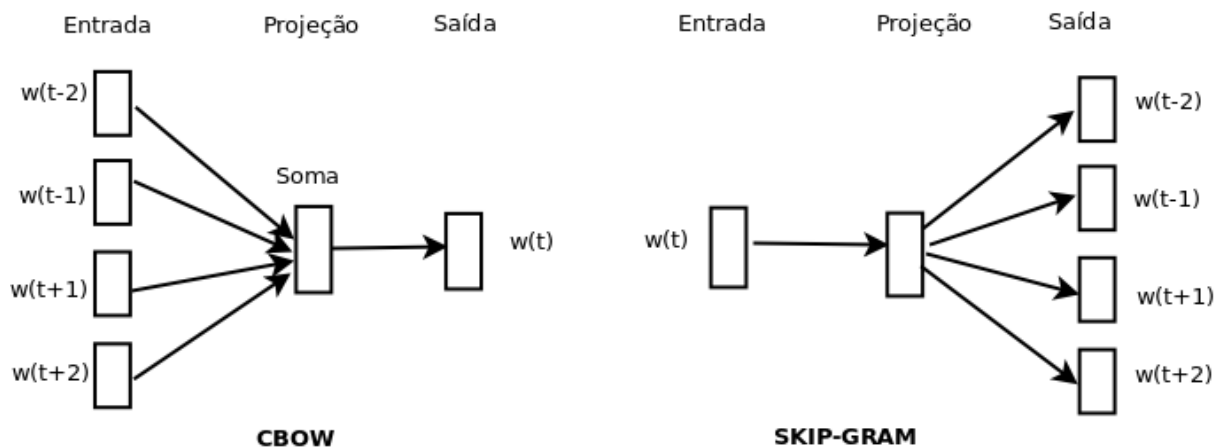 Entrada Projeção Saída
w(t-2)
w(t-1)
Soma
w(t)
w(t+1)
w(t+2)
CBOW
Entrada Projeção Saída
w(t-2)
w(t-1)
w(t)
w(t+1)
w(t+2)
SKIP-GRAM